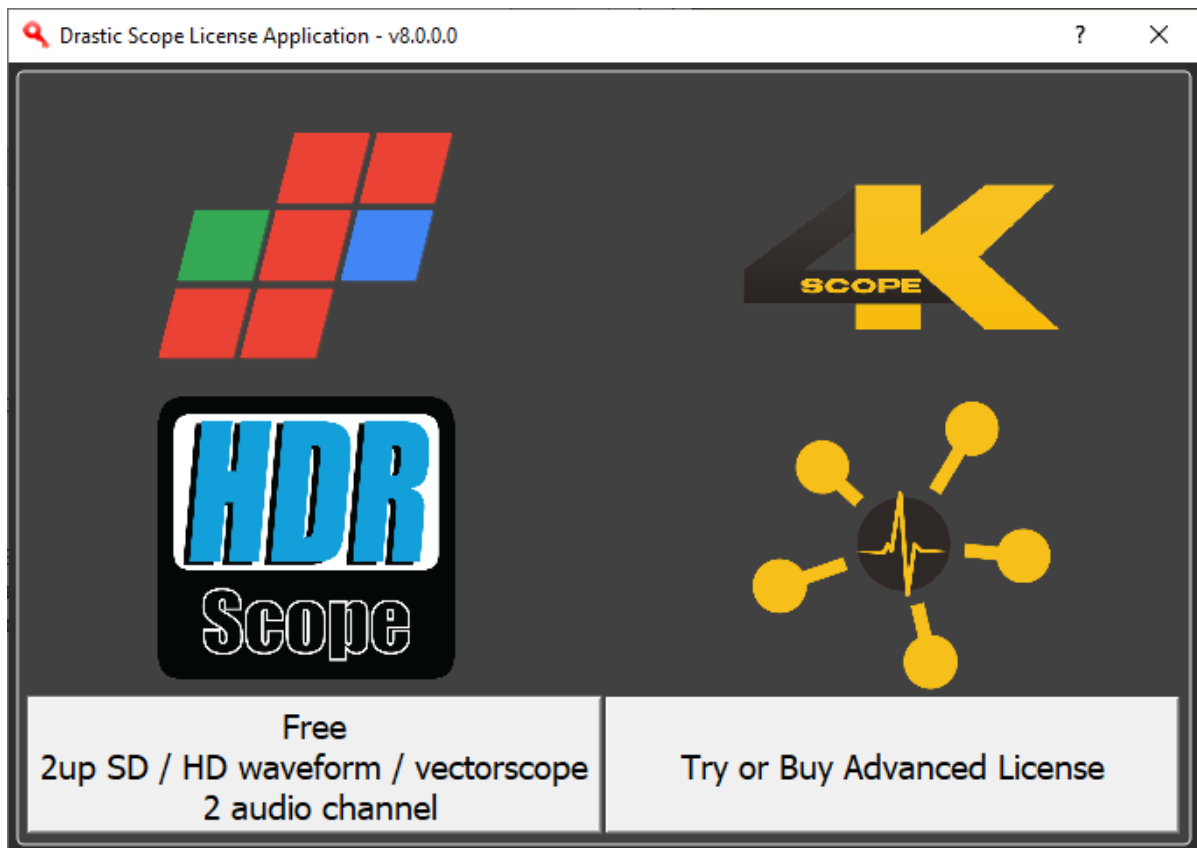 Drastic Scope License Application - v8.0.0.0
?
4K
SCOPE
HDR
Scope
Free
2up SD / HD waveform / vectorscope
2 audio channel
Try or Buy Advanced License